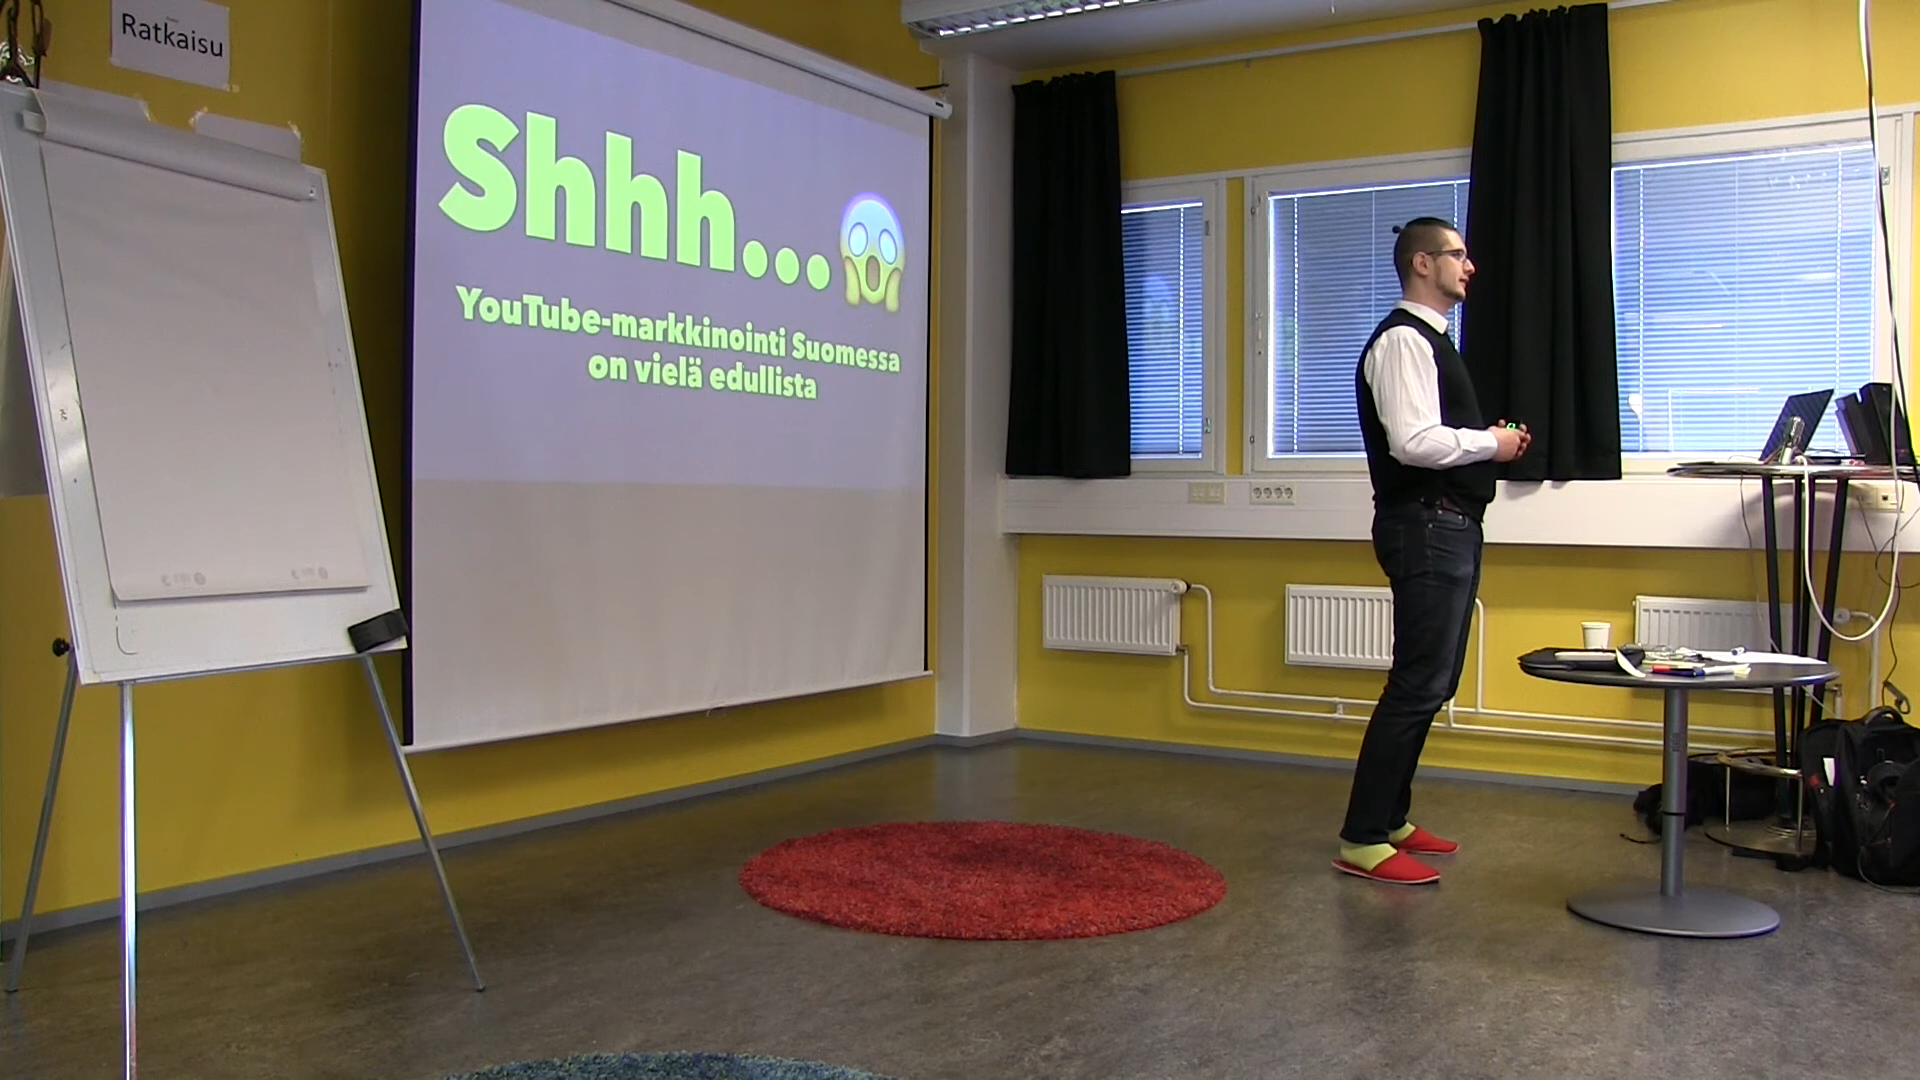 Ratkaisu
Shhh...
YouTube-markkinointi Suomessa
on vielä edullista